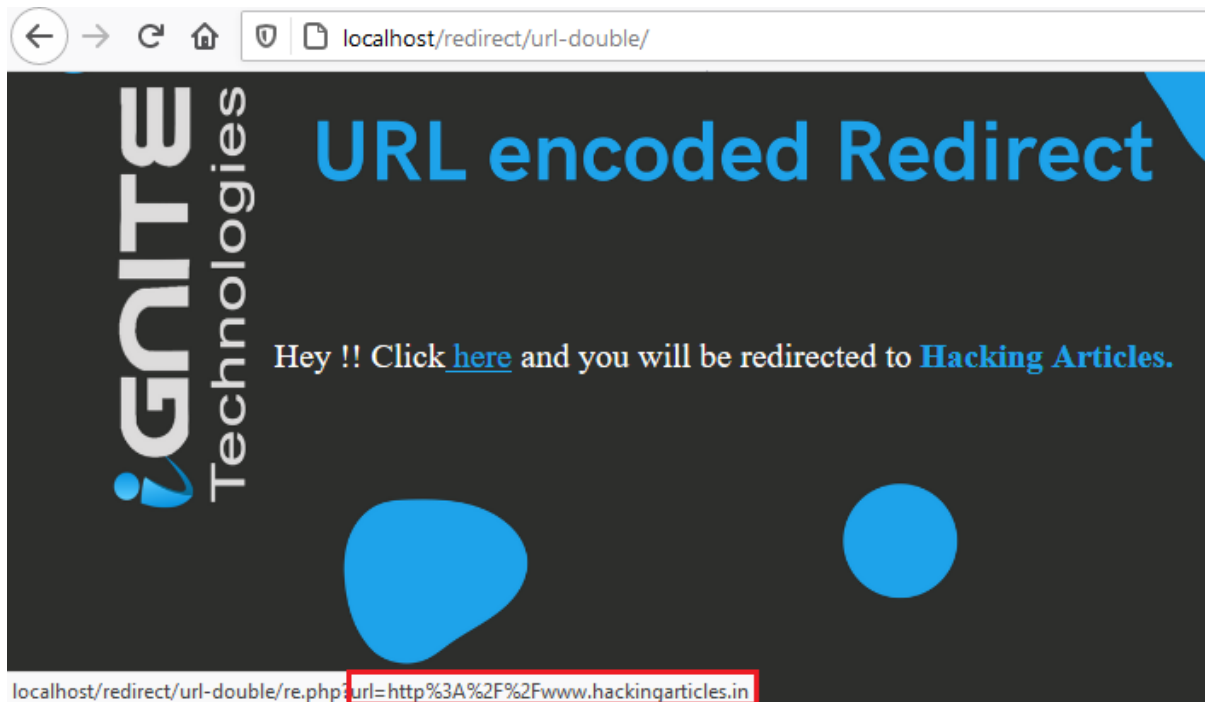 localhost/redirect/url-double/
iGNITE
Technologies
URL encoded Redirect
Hey !! Click here and you will be redirected to Hacking Articles.
localhost/redirect/url-double/re.php?url=http%3A%2F%2Fwww.hackingarticles.in